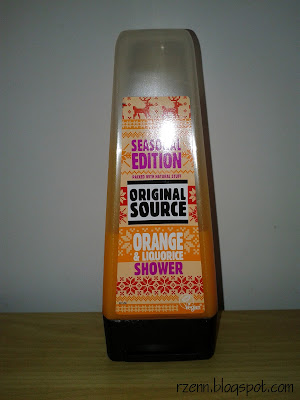 SEASONAL
EDITION
PACKED WITH NATURAL STUFF
ORIGINAL
SOURCE
ORANGE
& LIQUORICE
SHOWER
rzenn.blogspot.com